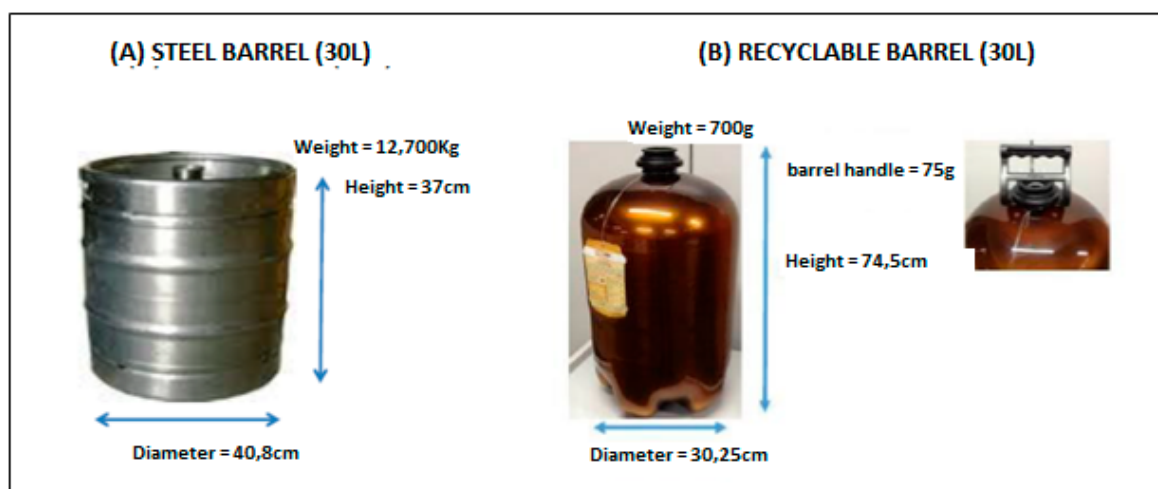 (A) STEEL BARREL (30L)
(B) RECYCLABLE BARREL (30L)
Weight = 12,700Kg
Height = 37cm
Diameter = 40,8cm
Weight = 700g
barrel handle = 75g
Height = 74,5cm
Diameter = 30,25cm